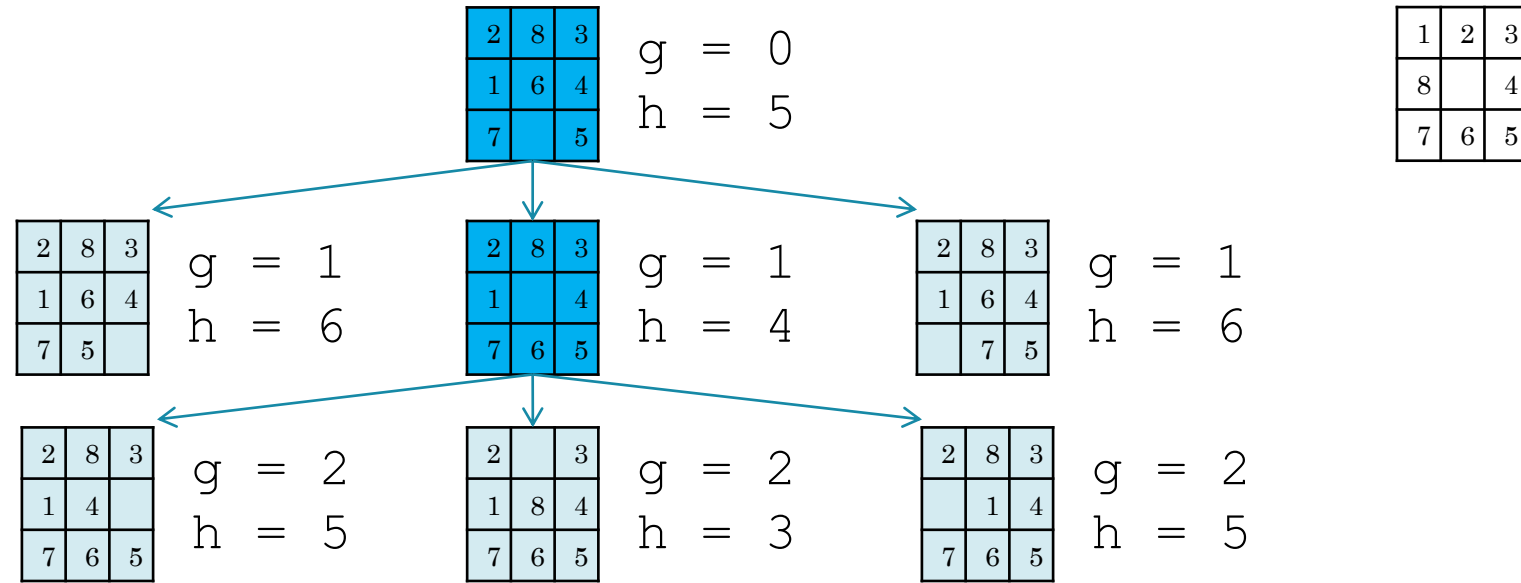 2 8 3
1 6 4
7 5
g = 0
h = 5
1 2 3
8 4
7 6 5
2 8 3
1 6 4
7 5
g = 1
h = 6
2 8 3
1 4
7 6 5
g = 1
h = 4
2 8 3
1 6 4
7 5
g = 1
h = 6
2 8 3
1 4
7 6 5
g = 2
h = 5
2 3
1 8 4
7 6 5
g = 2
h = 3
2 8 3
1 4
7 6 5
g = 2
h = 5